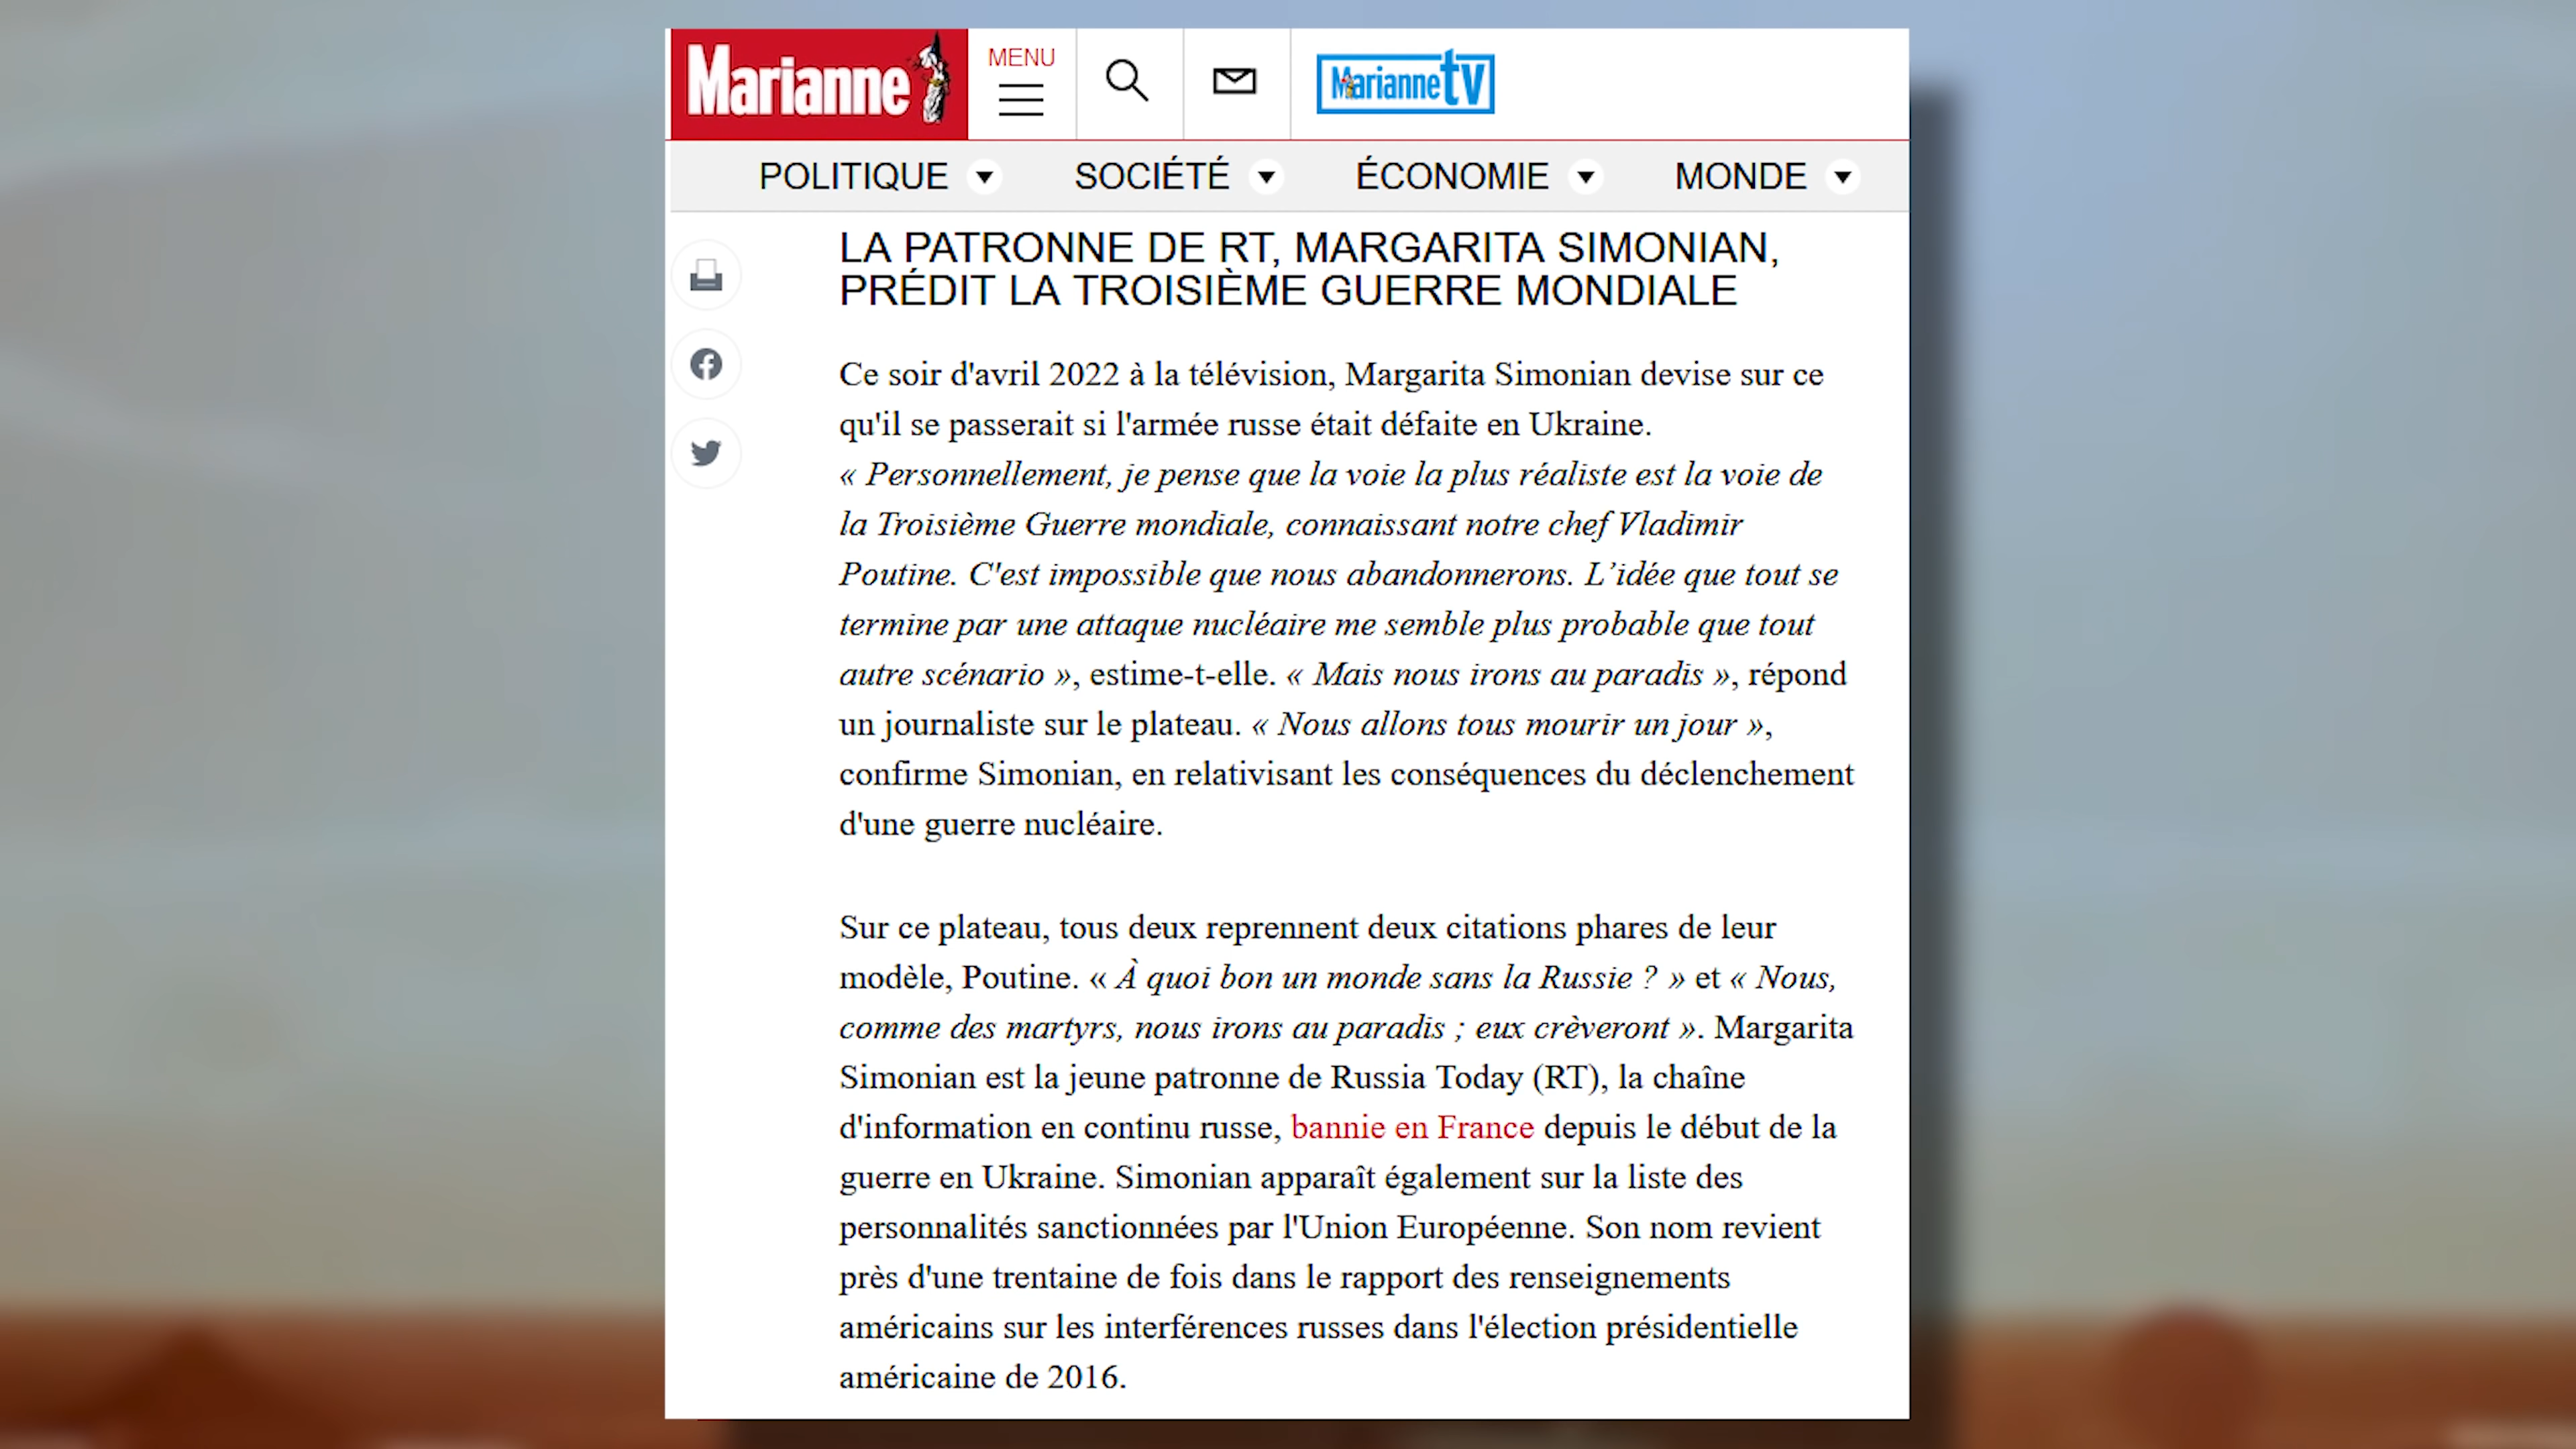 Marianne
MENU
Marianne tv
POLITIQUE
SOCIÉTÉ
ÉCONOMIE
MONDE
LA PATRONNE DE RT, MARGARITA SIMONIAN,
PRÉDIT LA TROISIÈME GUERRE MONDIALE
Ce soir d'avril 2022 à la télévision, Margarita Simonian devise sur ce
qu'il se passerait si l'armée russe était défaite en Ukraine.
« Personnellement, je pense que la voie la plus réaliste est la voie de
la Troisième Guerre mondiale, connaissant notre chef Vladimir
Poutine. C'est impossible que nous abandonnerons. L’idée que tout se
termine par une attaque nucléaire me semble plus probable que tout
autre scénario », estime-t-elle. « Mais nous irons au paradis », répond
un journaliste sur le plateau. « Nous allons tous mourir un jour »,
confirme Simonian, en relativisant les conséquences du déclenchement
d'une guerre nucléaire.
Sur ce plateau, tous deux reprennent deux citations phares de leur
modèle, Poutine. « À quoi bon un monde sans la Russie ? » et « Nous,
comme des martyrs, nous irons au paradis ; eux crèveront ». Margarita
Simonian est la jeune patronne de Russia Today (RT), la chaîne
d'information en continu russe, bannie en France depuis le début de la
guerre en Ukraine. Simonian apparaît également sur la liste des
personnalités sanctionnées par l'Union Européenne. Son nom revient
près d'une trentaine de fois dans le rapport des renseignements
américains sur les interférences russes dans l'élection présidentielle
américaine de 2016.